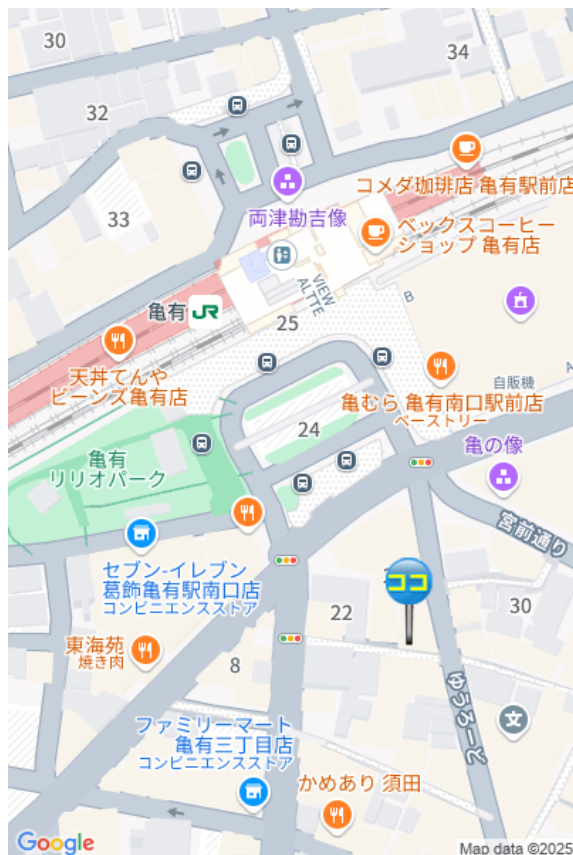 30
34
32
コメダ珈琲店 亀有駅前店
33
両津勘吉像
ベックスコーヒー
ショップ 亀有店
VIEW
ALTTE
B
亀有 JR
25
天丼てんや
ビーンズ亀有店
自販機
A
亀むら 亀有南口駅前店
ペーストリー
24
亀の像
亀有
リリオパーク
宮前通り
セブン-イレブン
葛飾亀有駅南口店
コンビニエンスストア
ココ
22
30
東海苑
焼き肉
8
ゆうろーど
文
ファミリーマート
亀有三丁目店
コンビニエンスストア
かめあり 須田
Google
Map data ©2025